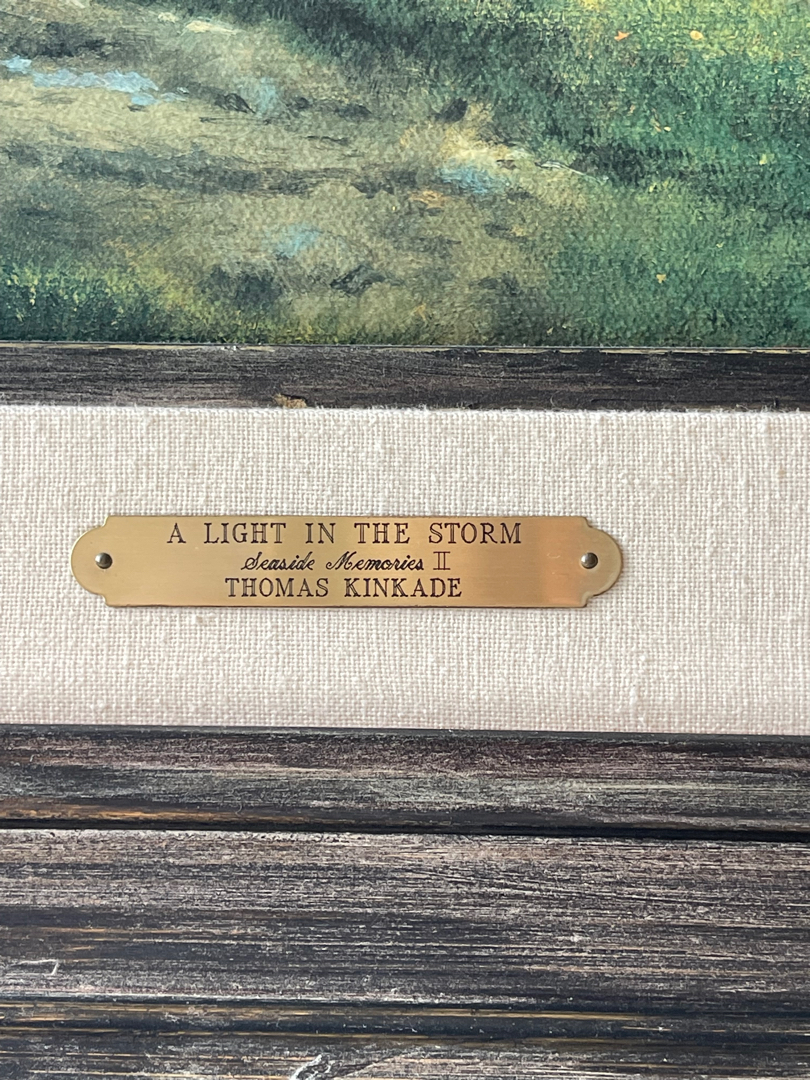 A LIGHT IN THE STORM
Seaside Memories II
THOMAS KINKADE